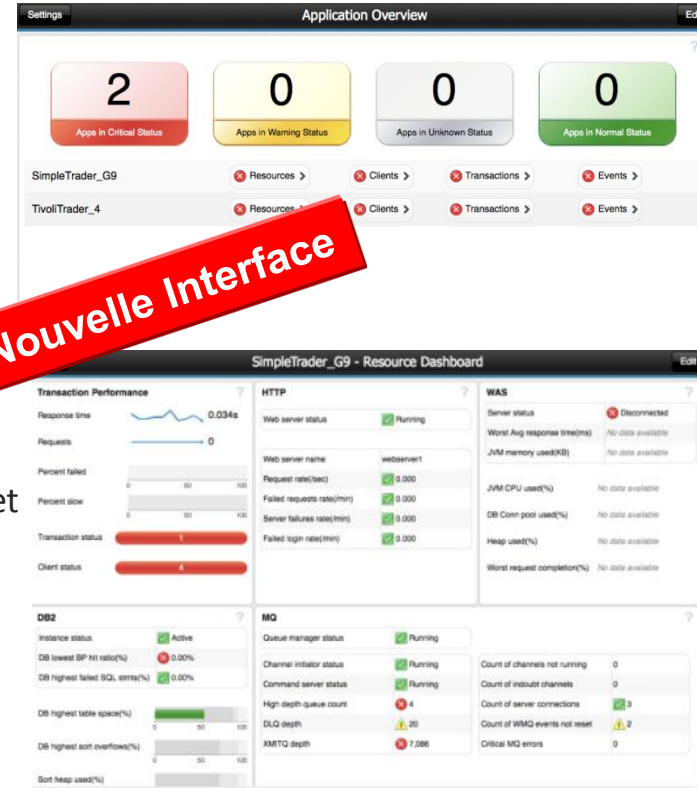 Settings
Application Overview
Edi
?
2
0
0
0
Apps in Critical Status
Apps in Warning Status
Apps in Unknown Status
Apps in Normal Status
SimpleTrader_G9
Resources >
Clients >
Transactions >
Events >
TivoliTrader_4
Resources >
Clients >
Transactions >
Events >
Nouvelle Interface
SimpleTrader_G9 - Resource Dashboard
Edit
et
Transaction Performance ?
Response time 0.034s
Requests 0
Percent failed
0 50 100
Percent slow
0 50 100
Transaction status 1
Client status 4
HTTP ?
Web server status Running
Web server name webserver1
Request rate(/sec) 0.000
Failed requests rate(/min) 0.000
Server failures rate(/min) 0.000
Failed login rate(/min) 0.000
WAS ?
Server status Disconnected
Worst Avg response time(ms) No data available
JVM memory used(KB) No data available
JVM CPU used(%) No data available
DB Conn pool used(%) No data available
Heap used(%) No data available
Worst request completion(%) No data available
DB2 ?
Instance status Active
DB lowest BP hit ratio(%) 0.00%
DB highest failed SQL stmts(%) 0.00%
DB highest table space(%)
0 50 100
DB highest sort overflows(%)
0 50 100
Sort heap used(%)
MQ ?
Queue manager status Running
Channel initiator status Running
Command server status Running
High depth queue count 4
DLQ depth 20
XMITQ depth 7,086
Count of channels not running 0
Count of indoubt channels 0
Count of server connections 3
Count of WMQ events not reset 2
Critical MQ errors 0